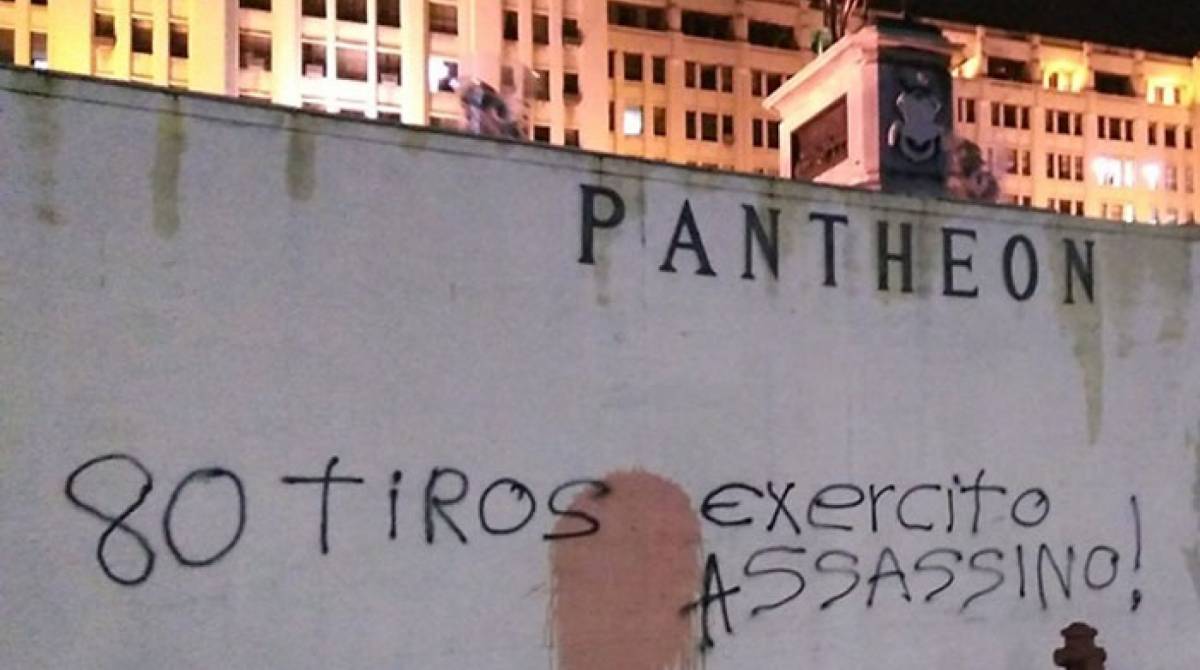 PANTHEON
80 TIROS EXERCITO
ASSASSINO!